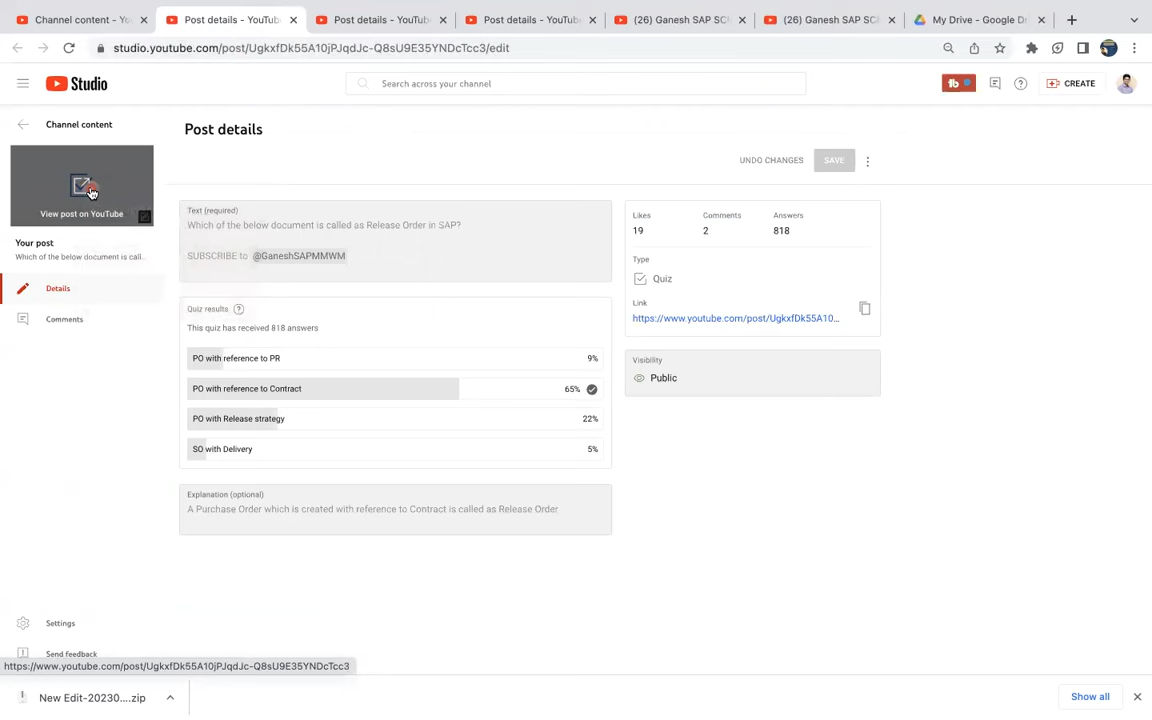 Channel content - Yo
Post details - YouTub
Post details - YouTub
Post details - YouTub
(26) Ganesh SAP SCM
(26) Ganesh SAP SC
My Drive - Google D
studio.youtube.com/post/UgkxfDk55A10jPJqdJc-Q8sU9E35YNDcTcc3/edit
Studio
Search across your channel
tb
CREATE
Channel content
Post details
UNDO CHANGES
SAVE
View post on YouTube
Your post
Which of the below document is call..
Details
Comments
Text (required)
Which of the below document is called as Release Order in SAP?
SUBSCRIBE to @GaneshSAPMMWM
Quiz results
This quiz has received 818 answers
PO with reference to PR 9%
PO with reference to Contract 65%
PO with Release strategy 22%
SO with Delivery 5%
Explanation (optional)
A Purchase Order which is created with reference to Contract is called as Release Order
Likes Comments Answers
19 2 818
Type
Quiz
Link
https://www.youtube.com/post/UgkxfDk55A10...
Visibility
Public
Settings
Send feedback
https://www.youtube.com/post/UgkxfDk55A10jPJqdJc-Q8sU9E35YNDcTcc3
New Edit-20230....zip
Show all